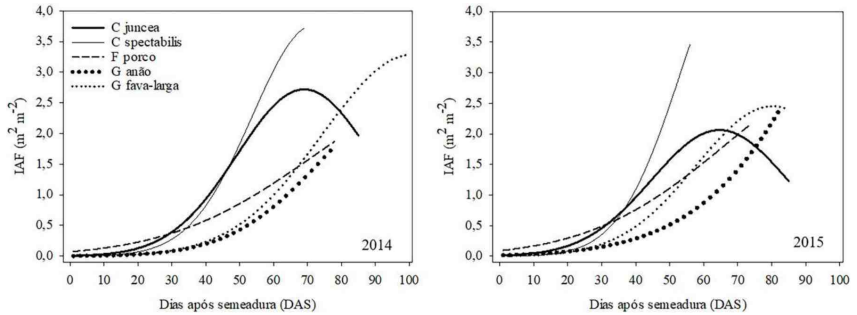 4,0
3,5
3,0
2,5
2,0
1,5
1,0
0,5
0,0
IAF (m² m⁻²)
C juncea
C spectabilis
F porco
G anão
G fava-larga
2014
0 10 20 30 40 50 60 70 80 90 100
Dias após semeadura (DAS)
4,0
3,5
3,0
2,5
2,0
1,5
1,0
0,5
0,0
IAF (m² m⁻²)
2015
0 10 20 30 40 50 60 70 80 90 100
Dias após semeadura (DAS)